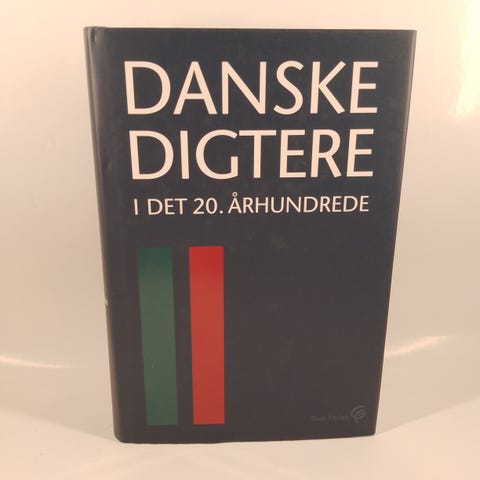 DANSKE
DIGTERE
I DET 20. ÅRHUNDREDE